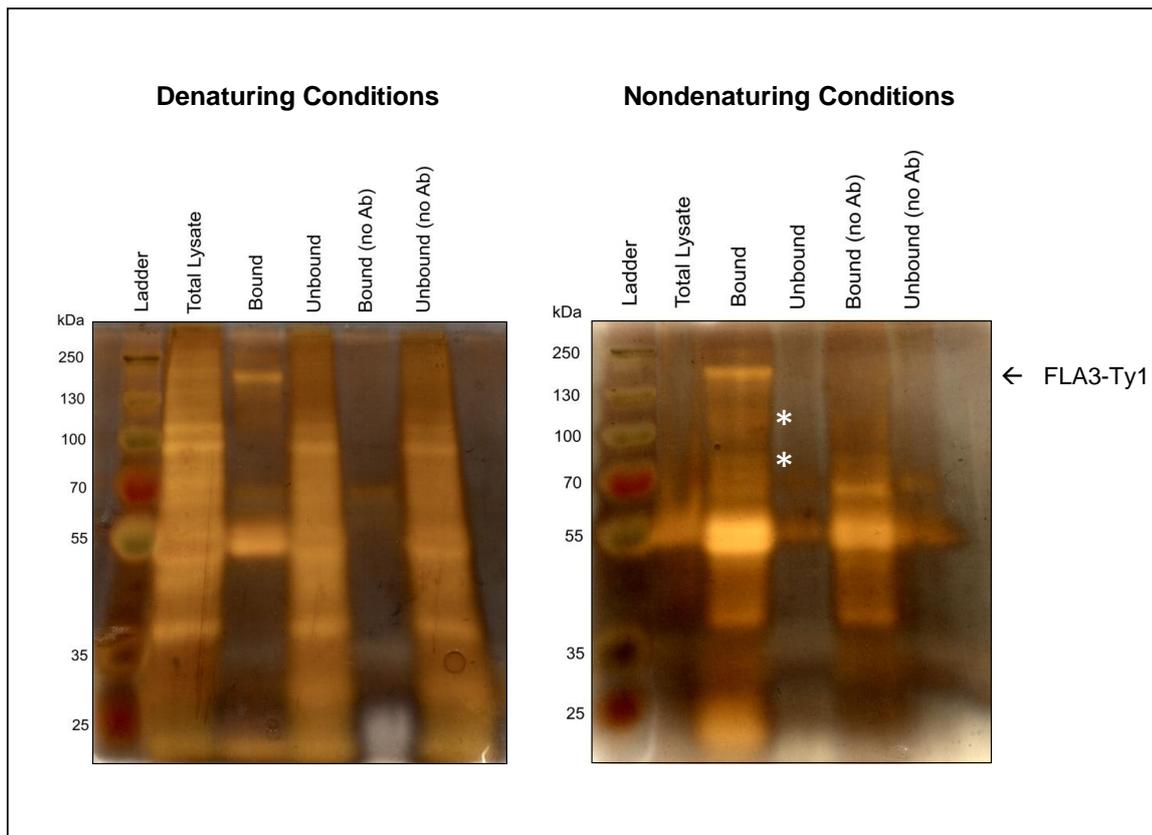 Denaturing Conditions
Nondenaturing Conditions
Ladder
Total Lysate
Bound
Unbound
Bound (no Ab)
Unbound (no Ab)
kDa
250
130
100
70
55
35
25
Ladder
Total Lysate
Bound
Unbound
Bound (no Ab)
Unbound (no Ab)
kDa
250
130
100
70
55
35
25
*
*
← FLA3-Ty1